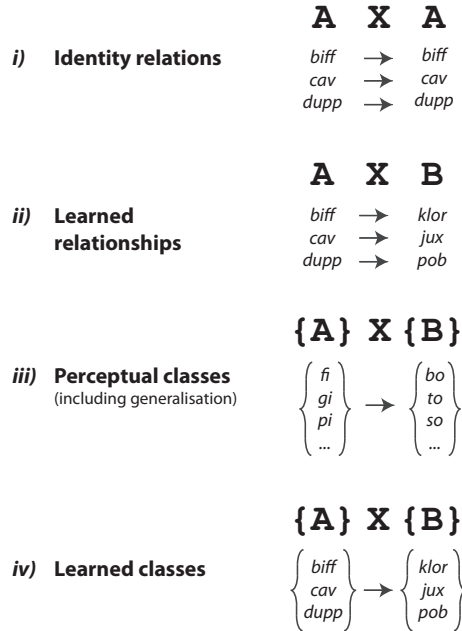 A X A
i) Identity relations
biff → biff
cav → cav
dupp → dupp
A X B
ii) Learned relationships
biff → klor
cav → jux
dupp → pob
{A} X {B}
iii) Perceptual classes
(including generalisation)
fi bo
gi → to
pi so
... ...
{A} X {B}
iv) Learned classes
biff klor
cav → jux
dupp pob